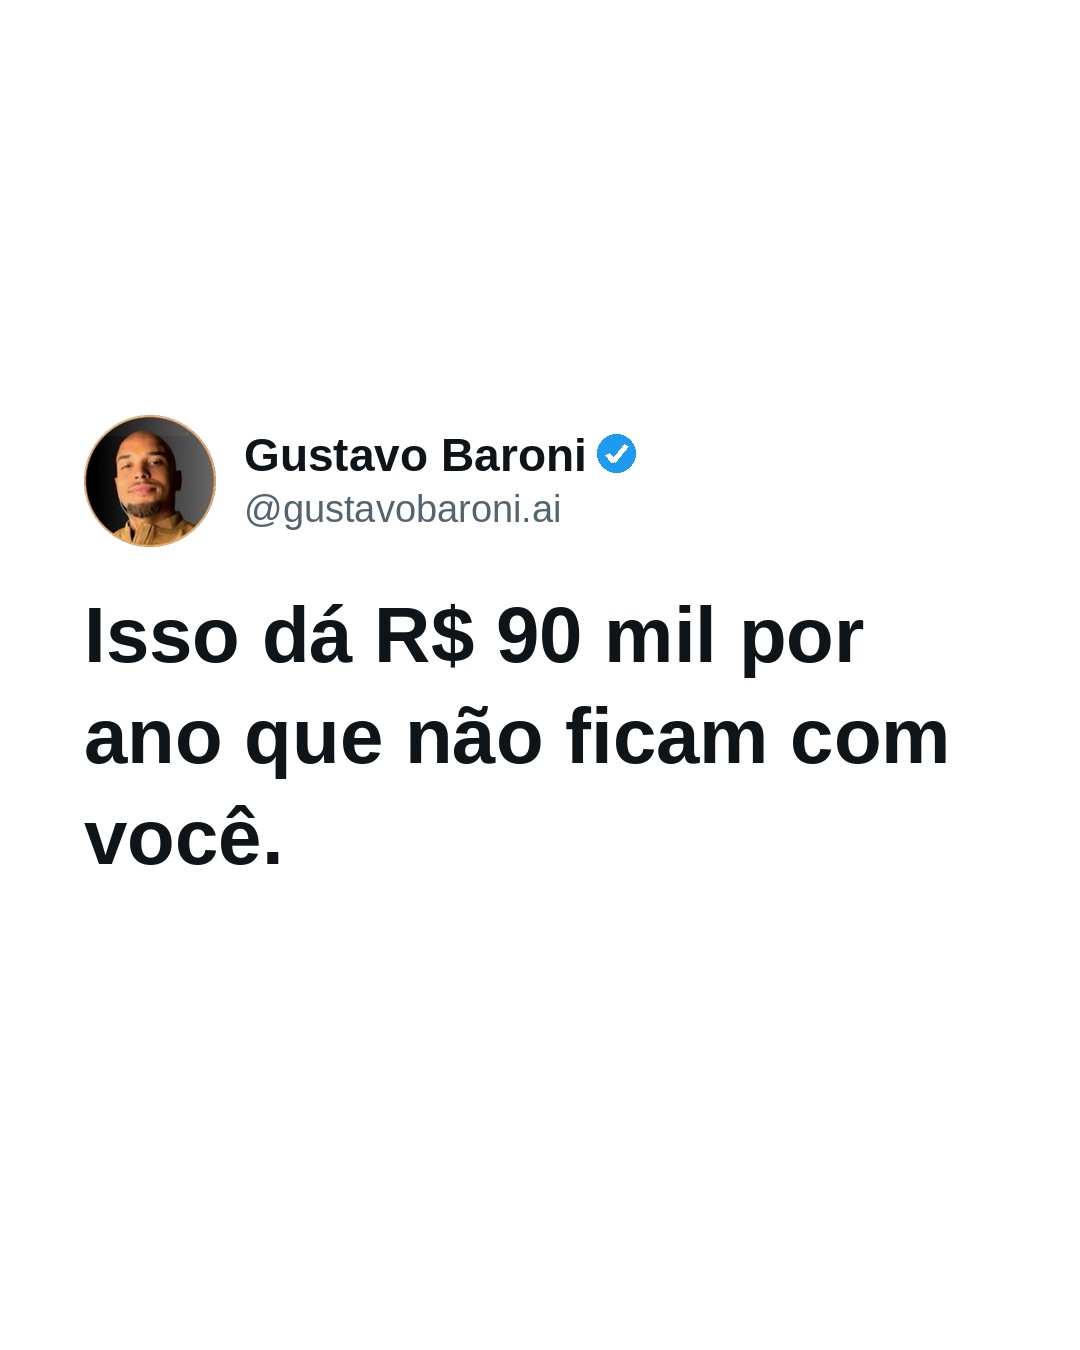 Gustavo Baroni
@gustavobaroni.ai
Isso dá R$ 90 mil por
ano que não ficam com
você.